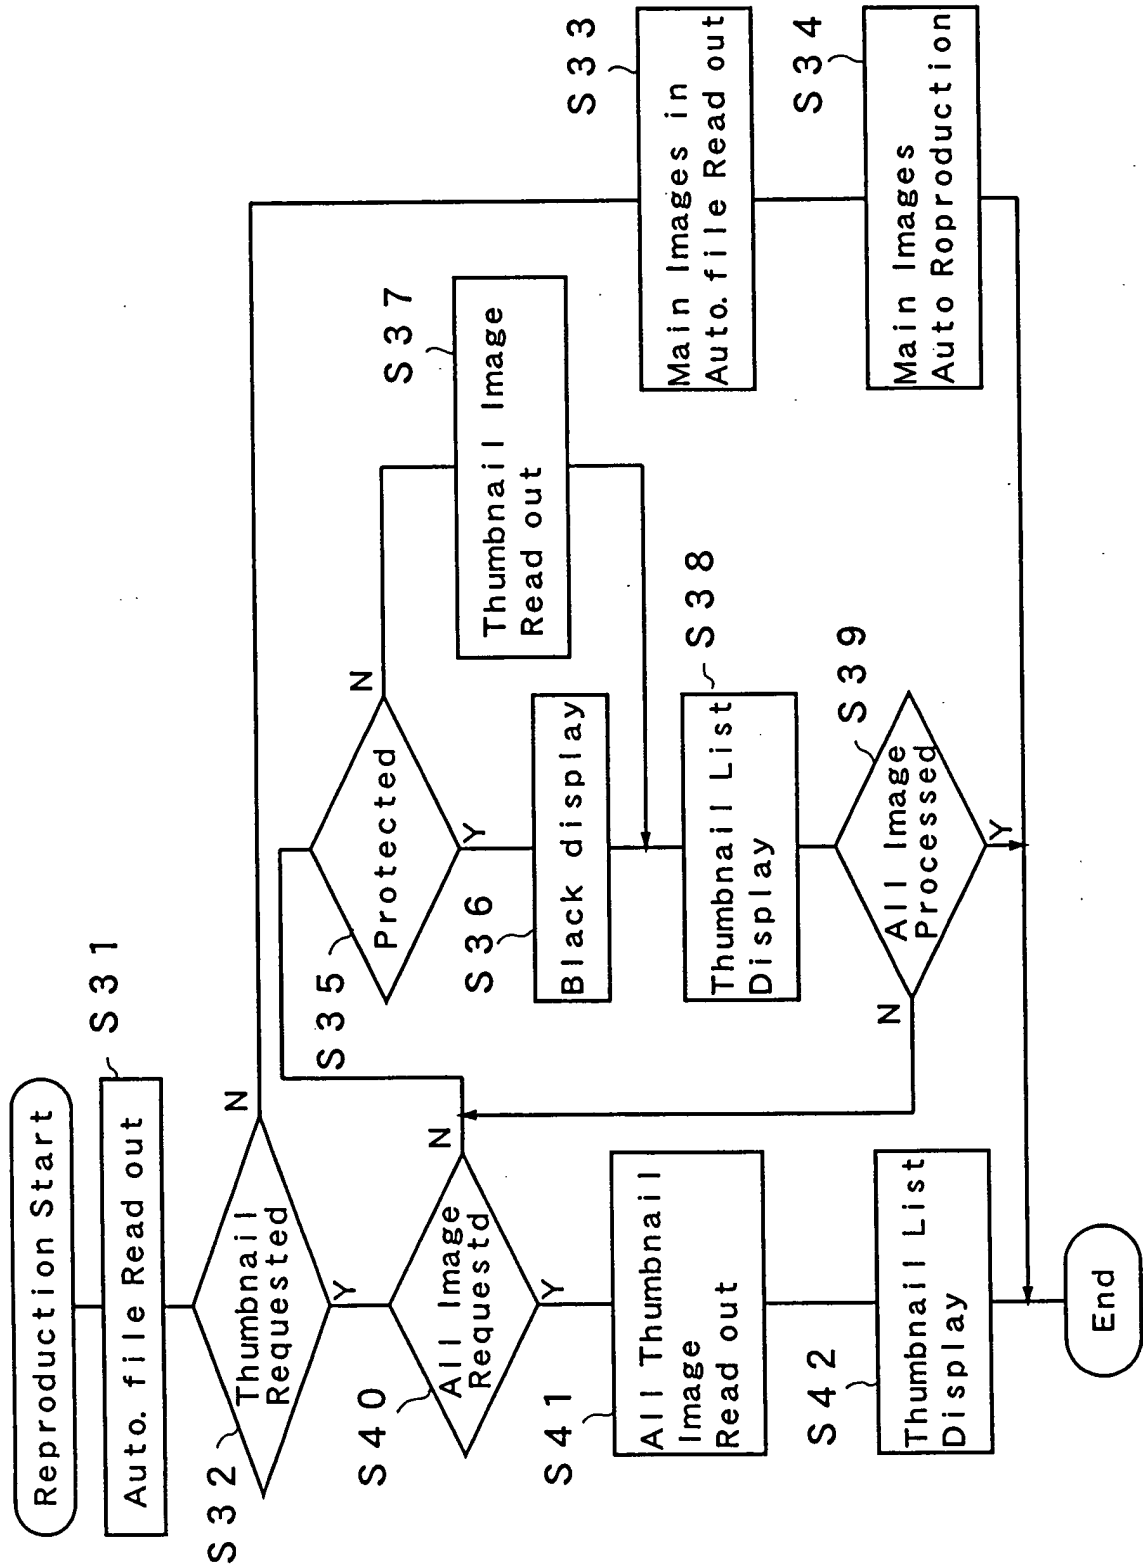 Reproduction Start
S31
Auto. file Read out
S32
Thumbnail
Requested
N
Y
S40
All Image
Requestd
N
Y
S41
All Thumbnail
Image
Read out
S42
Thumbnail List
Display
End
S35
Protected
N
Y
S36
Black display
S37
Thumbnail Image
Read out
S38
Thumbnail List
Display
S39
All Image
Processed
N
Y
S33
Main Images in
Auto. file Read out
S34
Main Images
Auto Roproduction